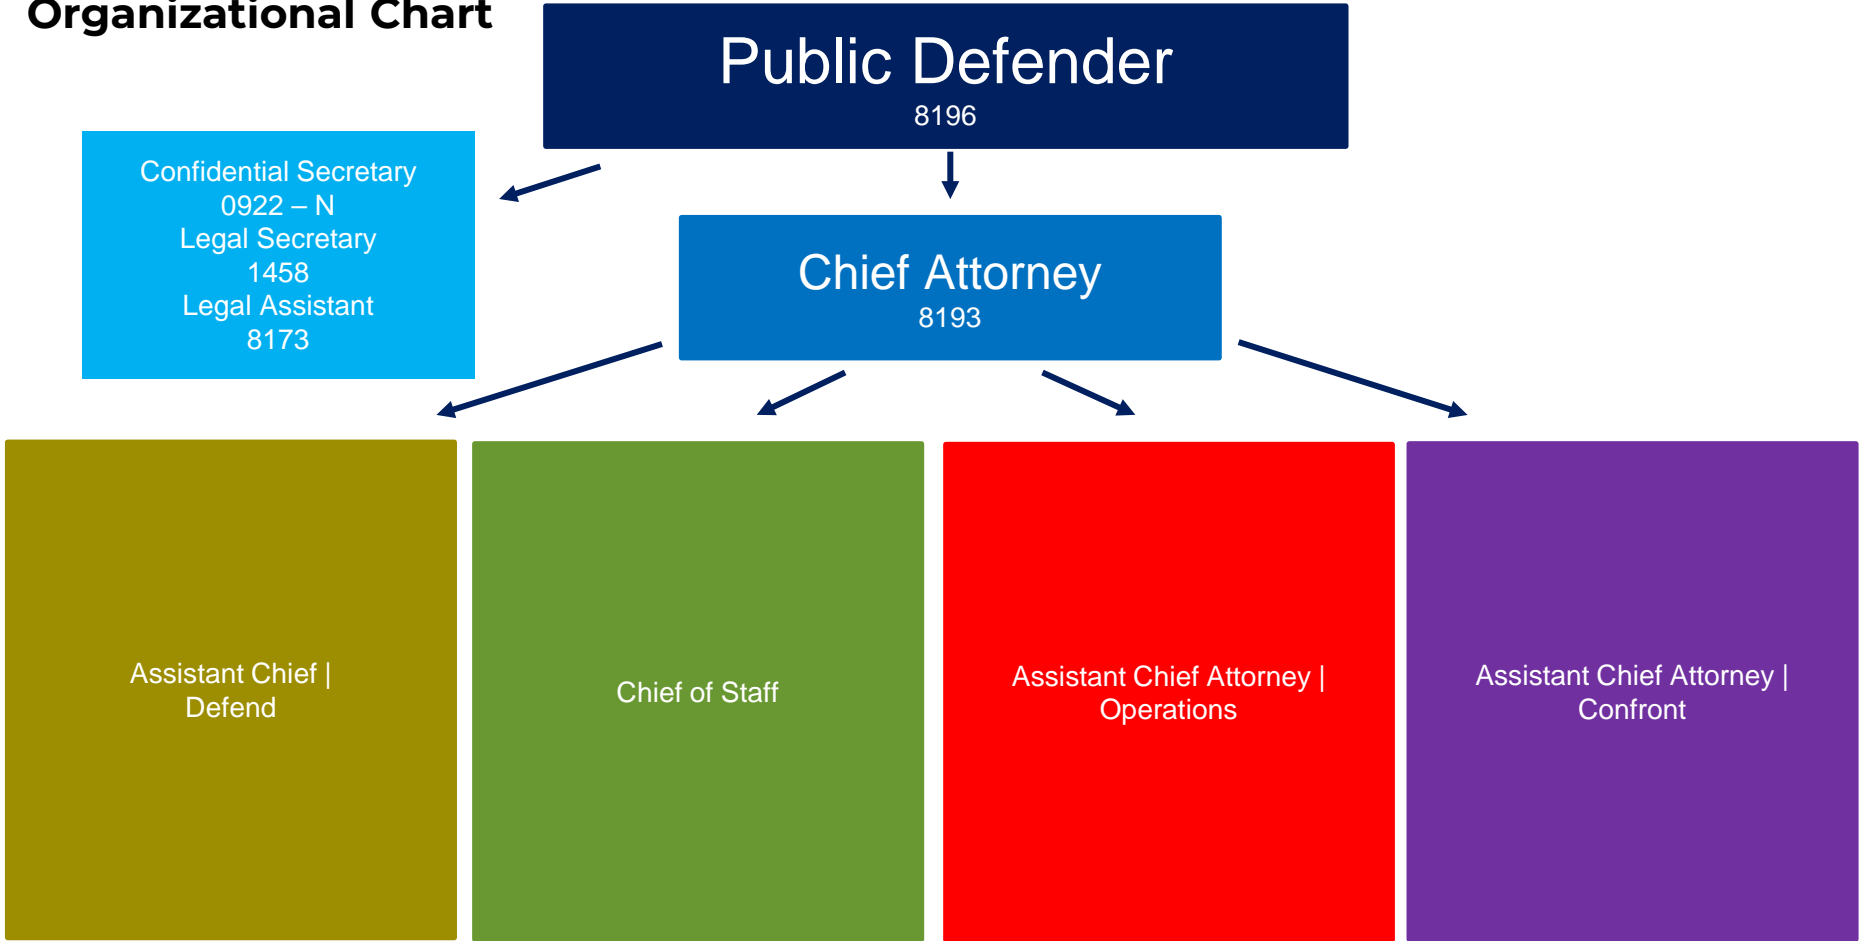 Organizational Chart
Public Defender
8196
Confidential Secretary
0922 – N
Legal Secretary
1458
Legal Assistant
8173
Chief Attorney
8193
Assistant Chief |
Defend
Chief of Staff
Assistant Chief Attorney |
Operations
Assistant Chief Attorney |
Confront